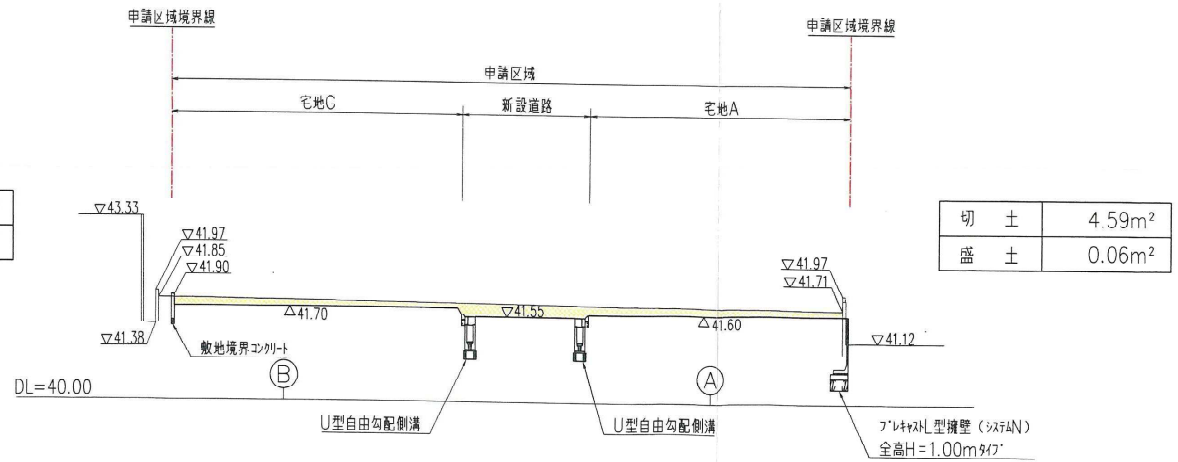 申請区域境界線
申請区域境界線
申請区域
宅地C
新設道路
宅地A
▽43.33
▽41.97
▽41.85
▽41.90
△41.70
▽41.55
△41.60
▽41.97
▽41.71
▽41.12
▽41.38
敷地境界コンクリート
切 土 4.59m²
盛 土 0.06m²
DL=40.00
B
A
U型自由勾配側溝
U型自由勾配側溝
プレキャストL型擁壁（システムN）
全高H=1.00mタイプ